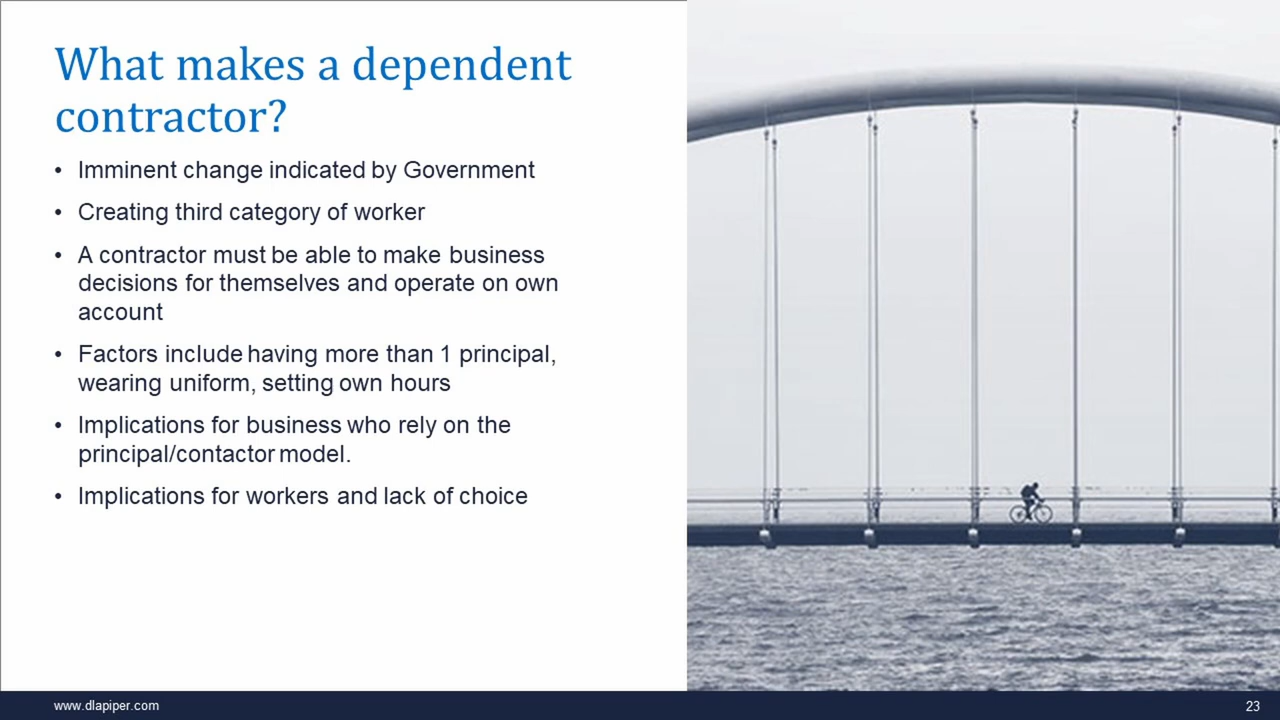 What makes a dependent
contractor?
• Imminent change indicated by Government
• Creating third category of worker
• A contractor must be able to make business
decisions for themselves and operate on own
account
• Factors include having more than 1 principal,
wearing uniform, setting own hours
• Implications for business who rely on the
principal/contactor model.
• Implications for workers and lack of choice
www.dlapiper.com
23